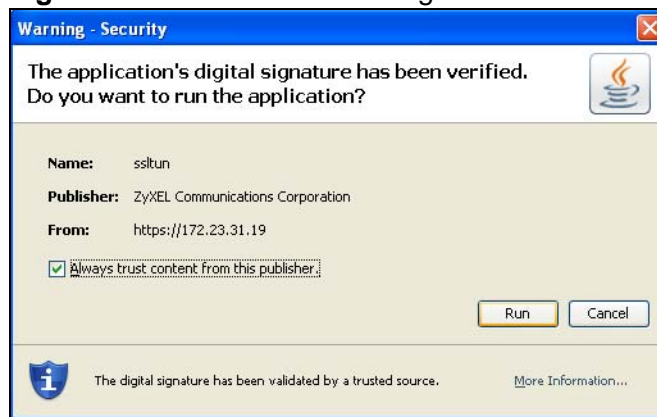 Warning - Security
The application's digital signature has been verified.
Do you want to run the application?
Name: ssltun
Publisher: ZyXEL Communications Corporation
From: https://172.23.31.19
Always trust content from this publisher.
Run Cancel
The digital signature has been validated by a trusted source. More Information...